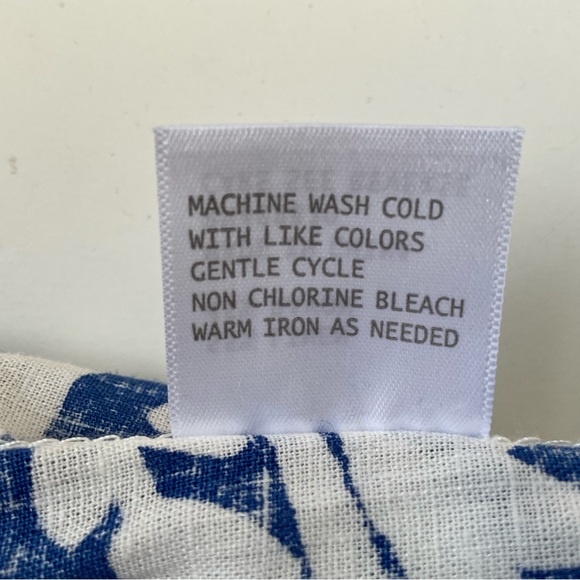 MACHINE WASH COLD
WITH LIKE COLORS
GENTLE CYCLE
NON CHLORINE BLEACH
WARM IRON AS NEEDED